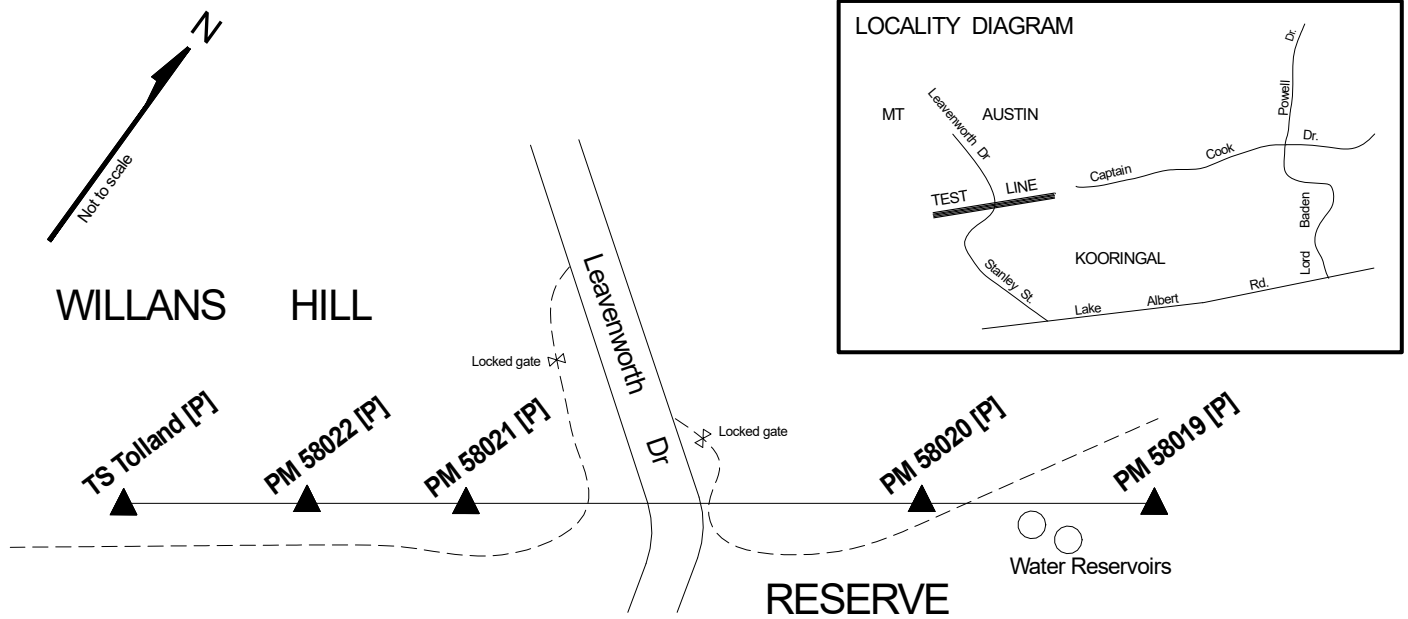 N
Not to scale
WILLANS HILL
LOCALITY DIAGRAM
MT AUSTIN
Leavenworth Dr
TEST LINE
Captain Cook Dr.
Powell Dr.
Lord Baden
KOORINGAL
Stanley St.
Lake Albert Rd.
Leavenworth Dr
Locked gate
Locked gate
TS Tolland [P]
PM 58022 [P]
PM 58021 [P]
PM 58020 [P]
PM 58019 [P]
Water Reservoirs
RESERVE